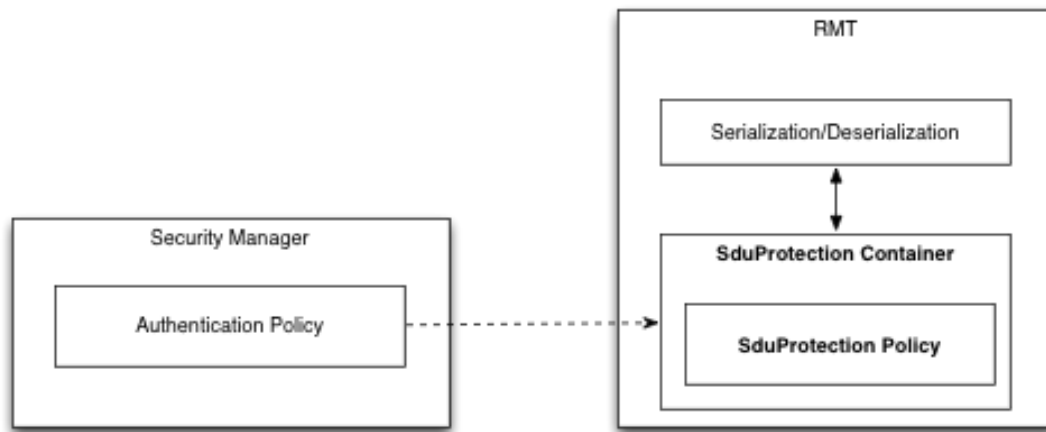 RMT
Serialization/Deserialization
Security Manager
Authentication Policy
SduProtection Container
SduProtection Policy